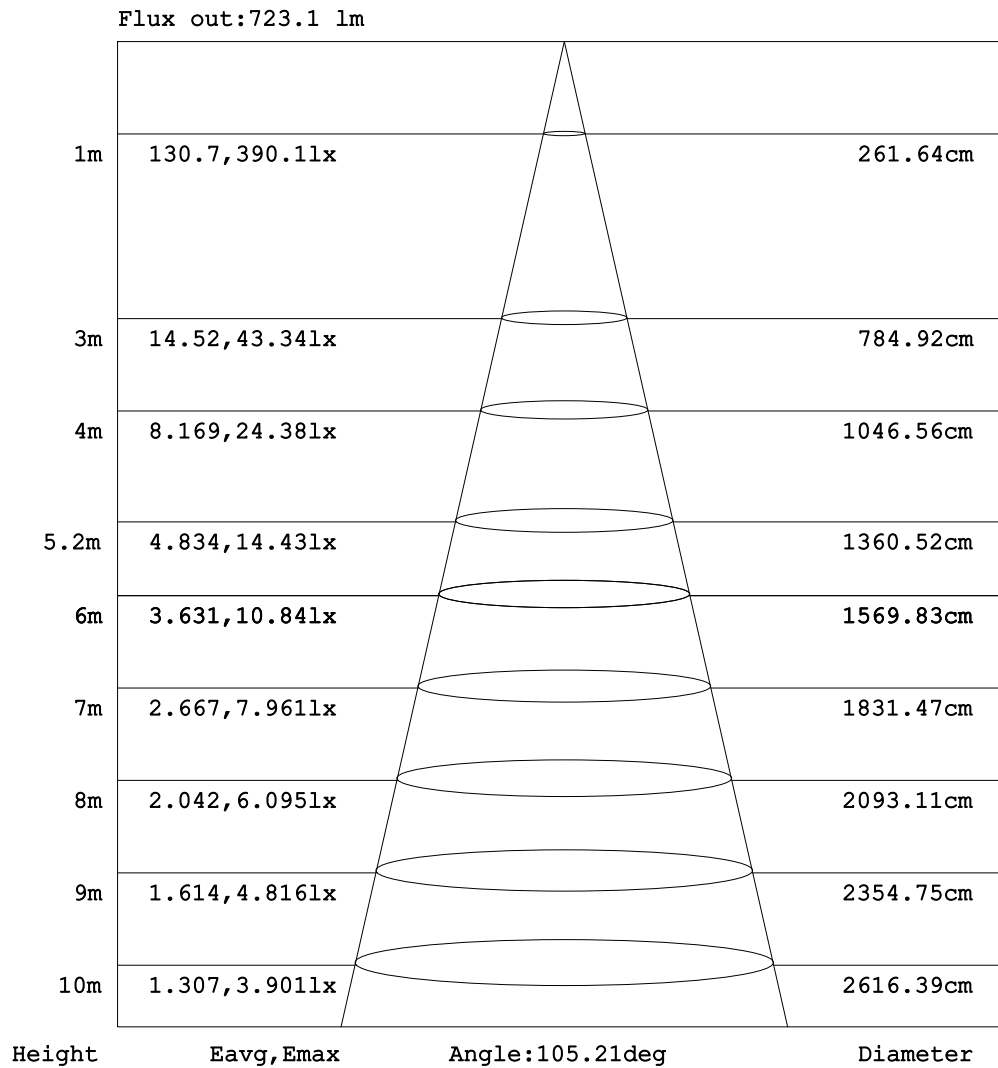 Flux out:723.1 lm
1m 130.7,390.1lx 261.64cm
3m 14.52,43.34lx 784.92cm
4m 8.169,24.38lx 1046.56cm
5.2m 4.834,14.43lx 1360.52cm
6m 3.631,10.84lx 1569.83cm
7m 2.667,7.961lx 1831.47cm
8m 2.042,6.095lx 2093.11cm
9m 1.614,4.816lx 2354.75cm
10m 1.307,3.901lx 2616.39cm
Height Eavg,Emax Angle:105.21deg Diameter